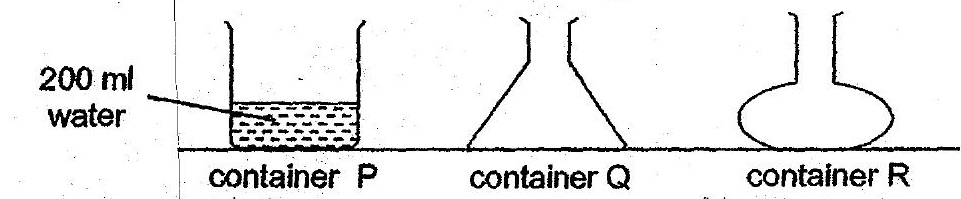 200 ml
water
container P
container Q
container R